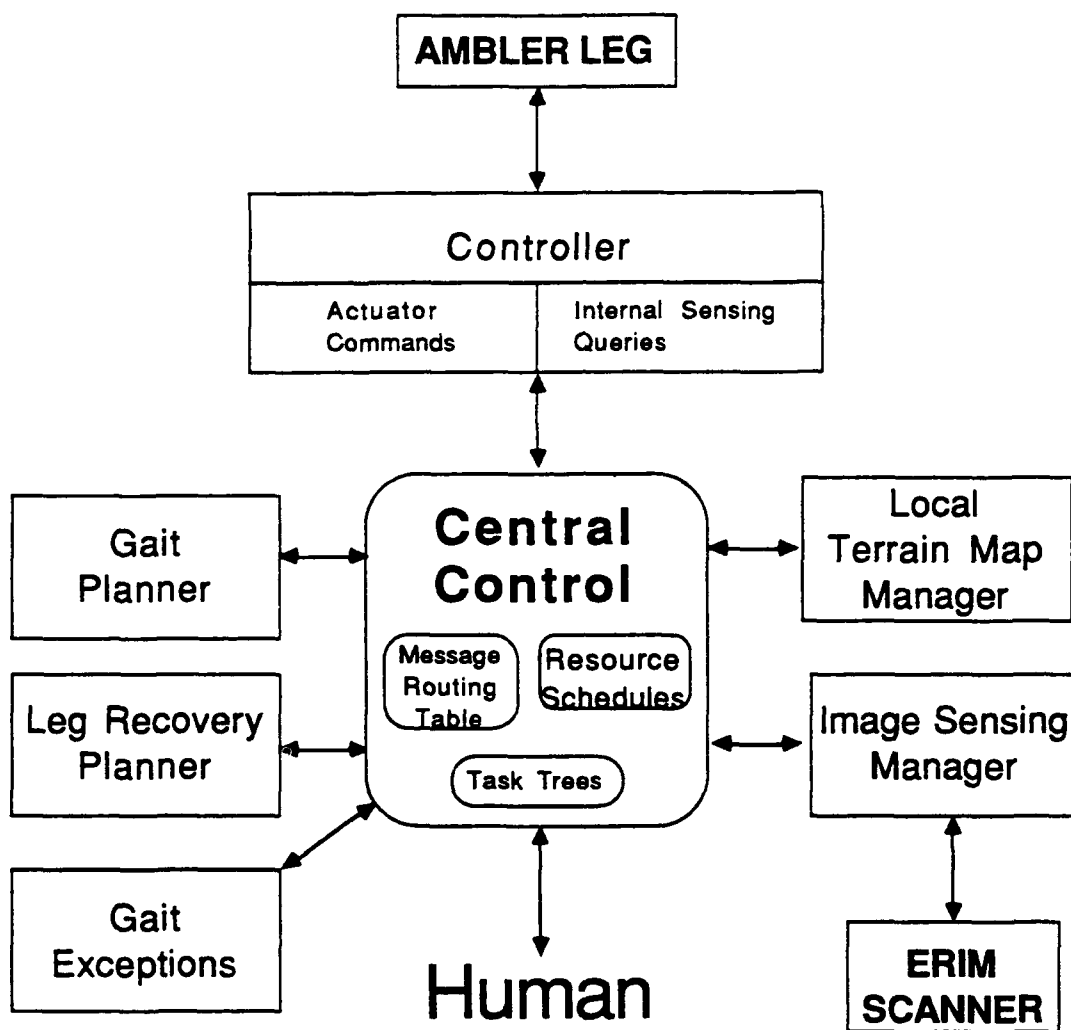 AMBLER LEG
Controller
Actuator
Commands
Internal Sensing
Queries
Gait
Planner
Central
Control
Local
Terrain Map
Manager
Message
Routing
Table
Resource
Schedules
Leg Recovery
Planner
Image Sensing
Manager
Task Trees
Gait
Exceptions
Human
ERIM
SCANNER